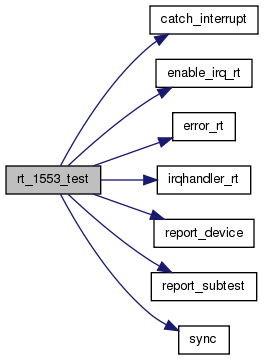 catch_interrupt
enable_irq_rt
error_rt
rt_1553_test
irqhandler_rt
report_device
report_subtest
sync